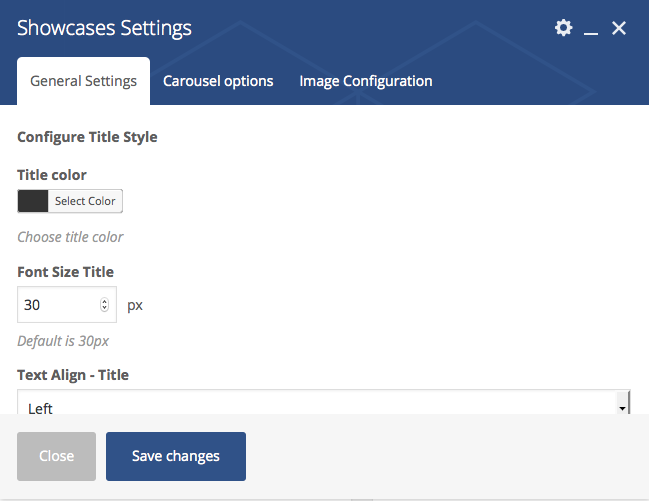 Showcases Settings
General Settings Carousel options Image Configuration
Configure Title Style
Title color
Select Color
Choose title color
Font Size Title
30 px
Default is 30px
Text Align - Title
Left
Close Save changes